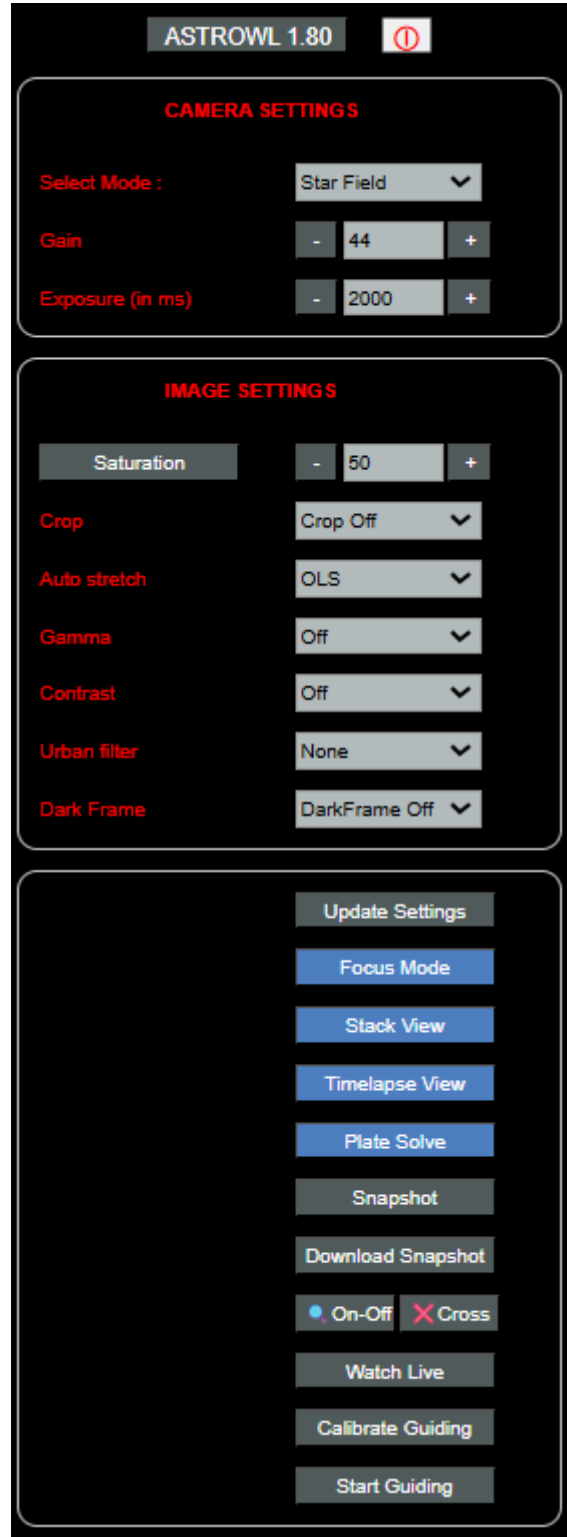 ASTROWL 1.80
CAMERA SETTINGS
Select Mode : Star Field
Gain - 44 +
Exposure (in ms) - 2000 +
IMAGE SETTINGS
Saturation - 50 +
Crop Crop Off
Auto stretch OLS
Gamma Off
Contrast Off
Urban filter None
Dark Frame DarkFrame Off
Update Settings
Focus Mode
Stack View
Timelapse View
Plate Solve
Snapshot
Download Snapshot
On-Off Cross
Watch Live
Calibrate Guiding
Start Guiding